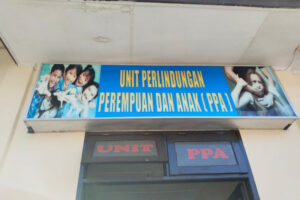 UNIT PERLINDUNGAN
PEREMPUAN DAN ANAK ( PPA )
UNIT PPA